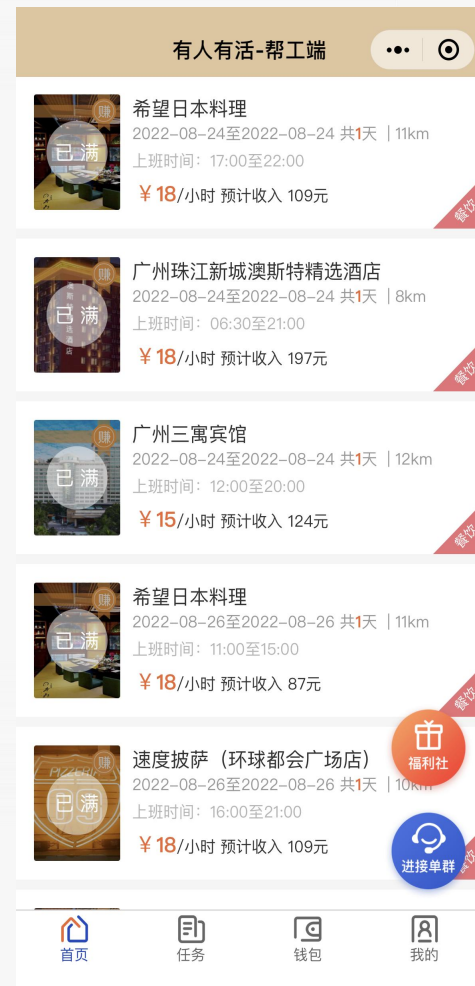 有人有活-帮工端
赚
已满
希望日本料理
2022-08-24至2022-08-24 共1天 | 11km
上班时间：17:00至22:00
￥18/小时 预计收入 109元
餐饮
赚
已满
广州珠江新城澳斯特精选酒店
2022-08-24至2022-08-24 共1天 | 8km
上班时间：06:30至21:00
￥18/小时 预计收入 197元
餐饮
赚
已满
广州三寓宾馆
2022-08-24至2022-08-24 共1天 | 12km
上班时间：12:00至20:00
￥15/小时 预计收入 124元
餐饮
赚
已满
希望日本料理
2022-08-26至2022-08-26 共1天 | 11km
上班时间：11:00至15:00
￥18/小时 预计收入 87元
餐饮
福利社
赚
已满
速度披萨（环球都会广场店）
2022-08-26至2022-08-26 共1天 | 10km
上班时间：16:00至21:00
￥18/小时 预计收入 109元
进接单群
首页
任务
钱包
我的